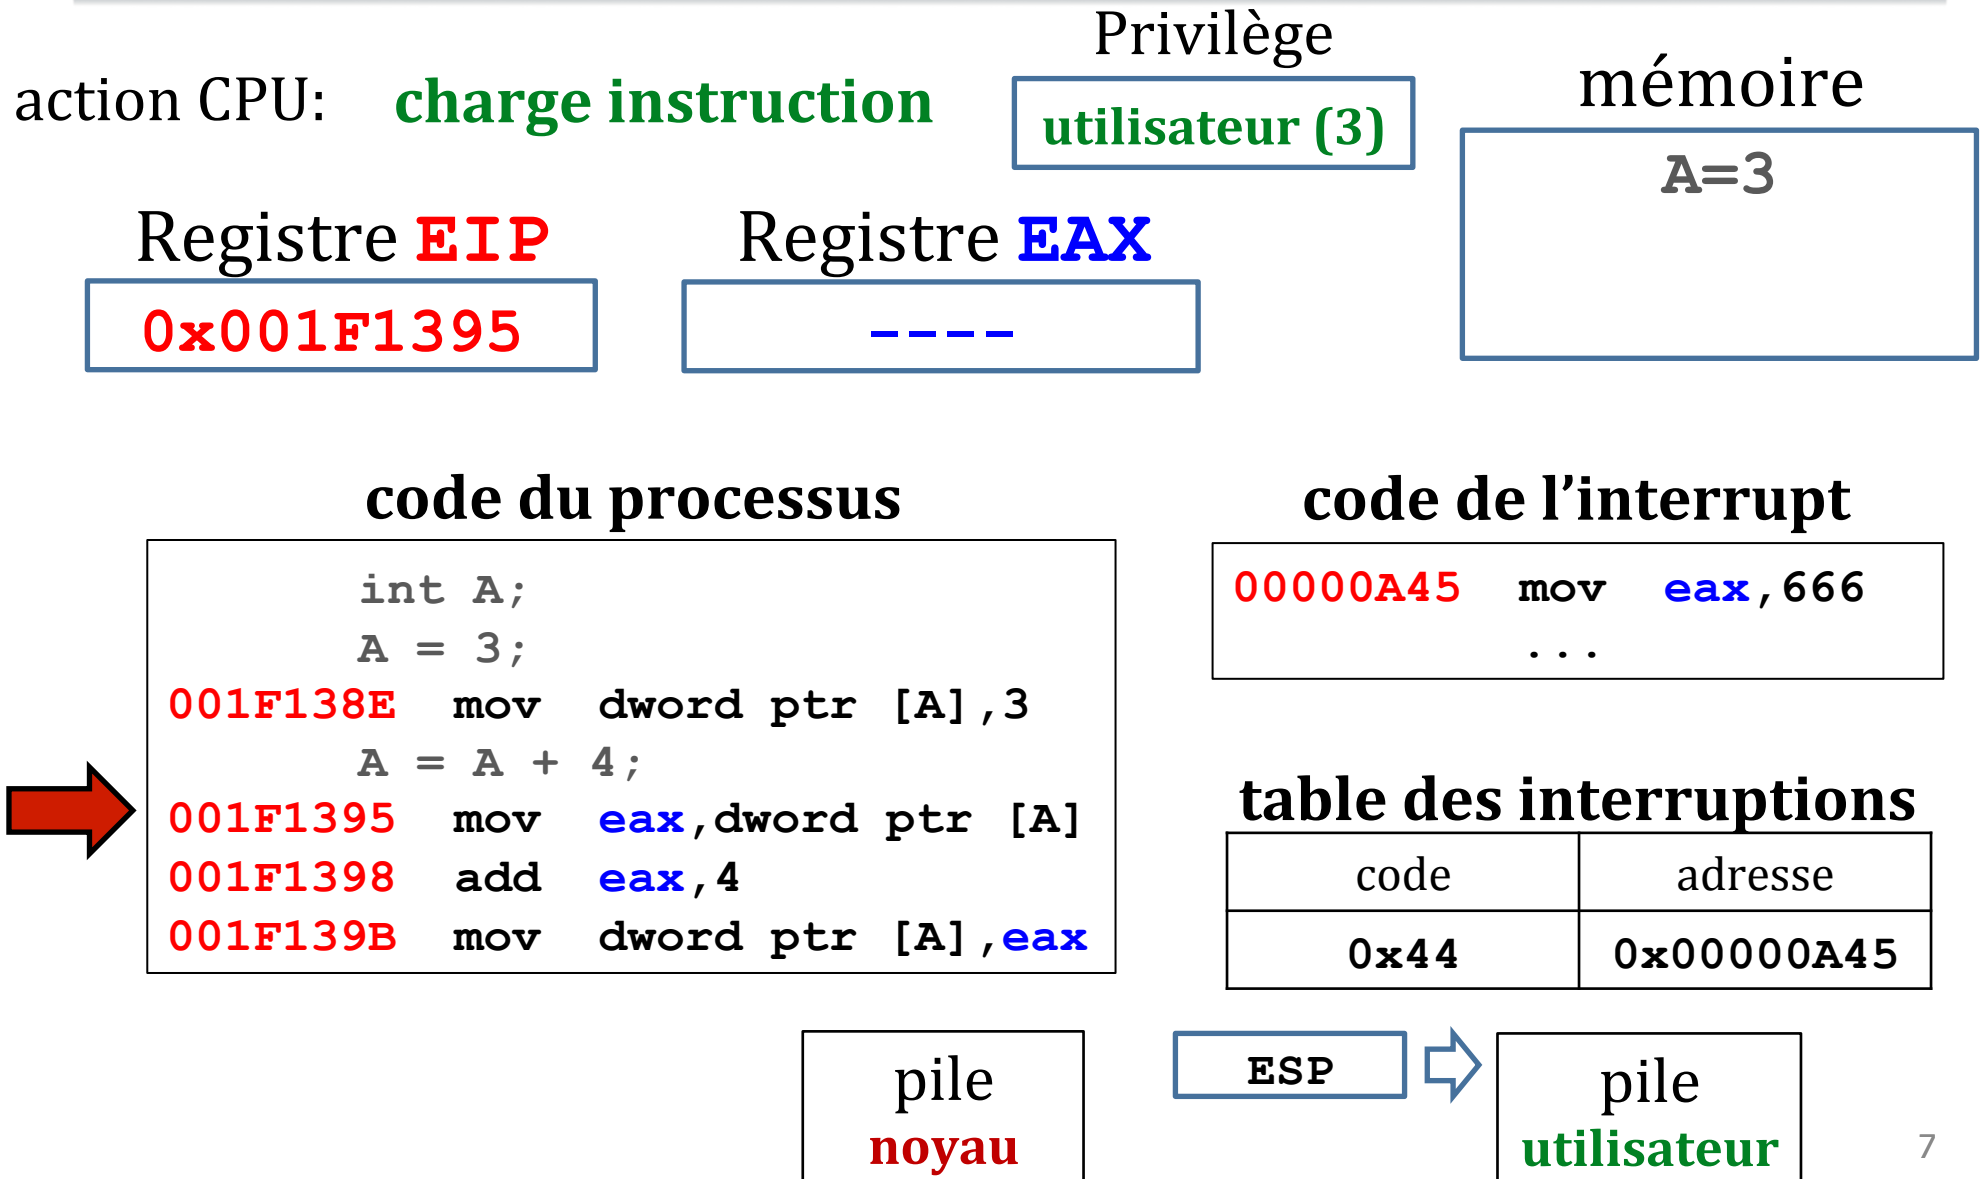 Privilège
action CPU: charge instruction
utilisateur (3)
mémoire
A=3
Registre EIP
0x001F1395
Registre EAX
----
code du processus
int A;
A = 3;
001F138E mov dword ptr [A],3
A = A + 4;
001F1395 mov eax,dword ptr [A]
001F1398 add eax,4
001F139B mov dword ptr [A],eax
code de l’interrupt
00000A45 mov eax,666
...
table des interruptions
code adresse
0x44 0x00000A45
pile
noyau
ESP
pile
utilisateur
7